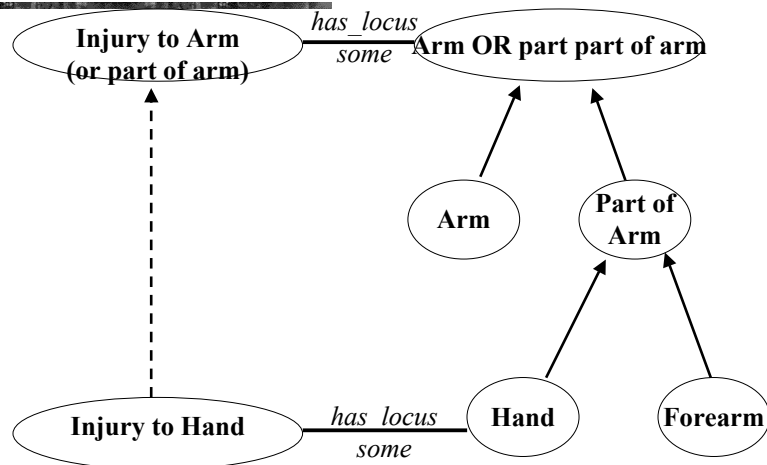 Injury to Arm
(or part of arm)
has_locus
some
Arm OR part part of arm
Arm
Part of
Arm
Injury to Hand
has_locus
some
Hand
Forearm